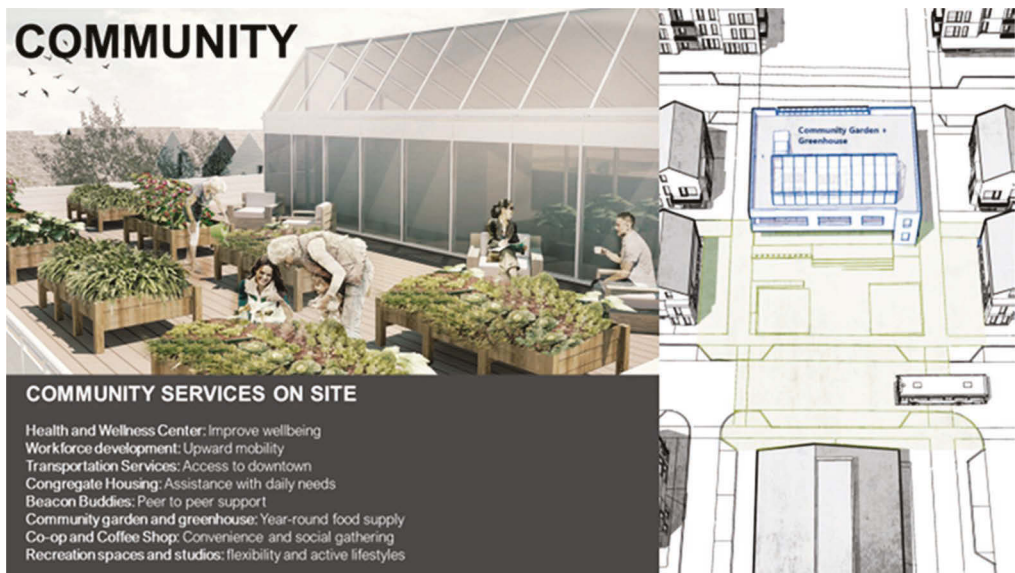 COMMUNITY
Community Garden +
Greenhouse
COMMUNITY SERVICES ON SITE
Health and Wellness Center: Improve wellbeing
Workforce development: Upward mobility
Transportation Services: Access to downtown
Congregate Housing: Assistance with daily needs
Beacon Buddies: Peer to peer support
Community garden and greenhouse: Year-round food supply
Co-op and Coffee Shop: Convenience and social gathering
Recreation spaces and studios: flexibility and active lifestyles